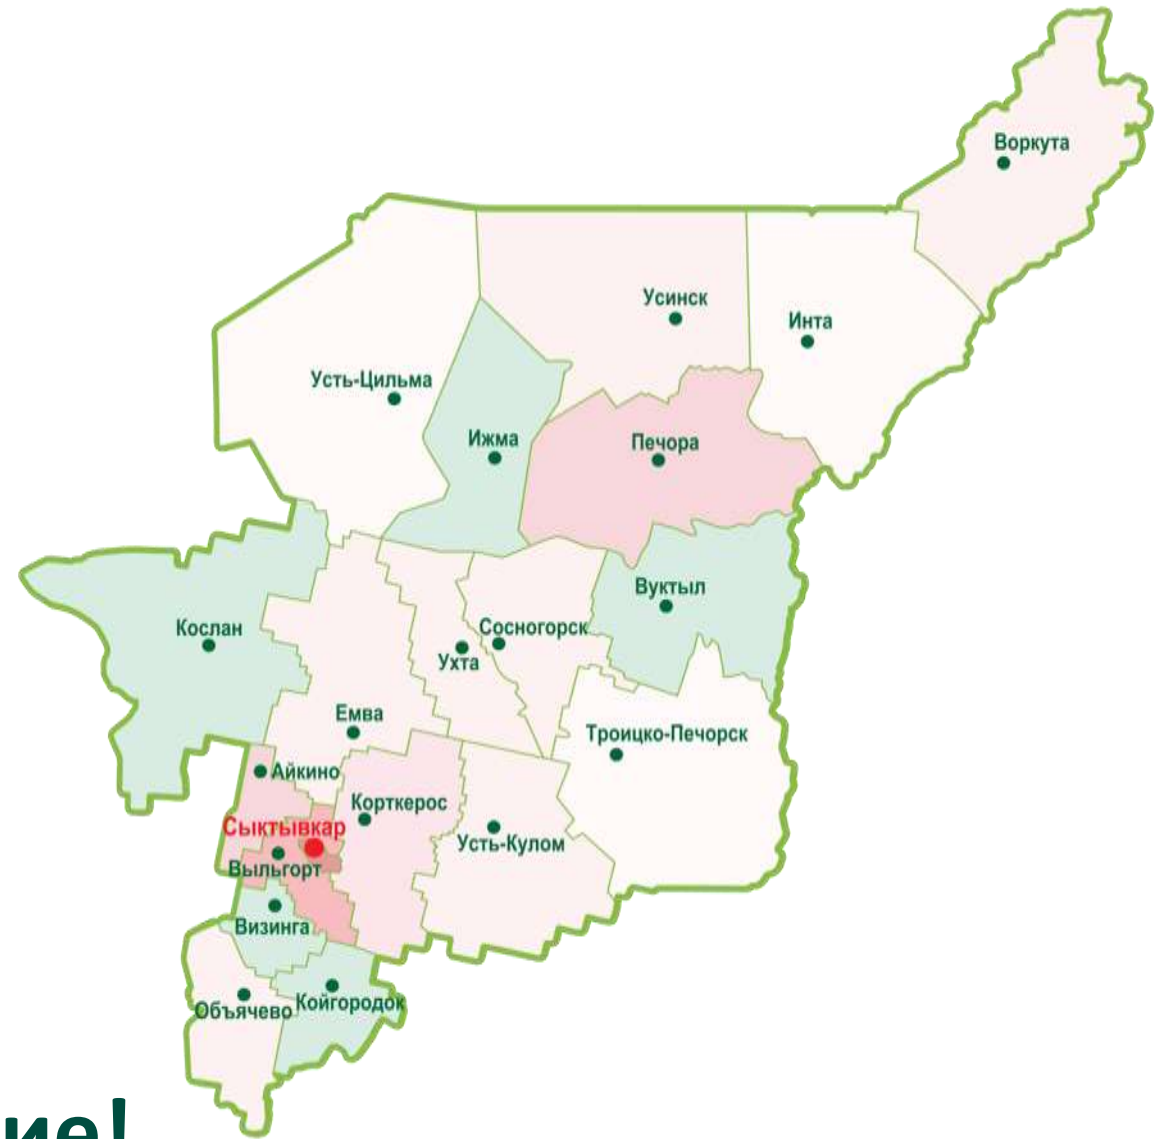 Воркута
Усинск
Инта
Усть-Цильма
Ижма
Печора
Вуктыл
Кослан
Сосногорск
Ухта
Емва
Троицко-Печорск
Айкино
Корткерос
Сыктывкар
Усть-Кулом
Выльгорт
Визинга
Объячево
Койгородок
ие!